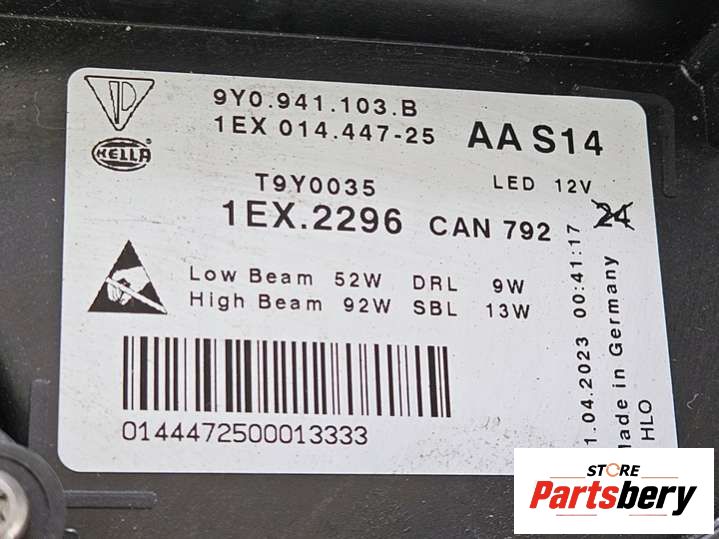 9Y0.941.103.B
1EX 014.447-25
AA S14
HELLA
T9Y0035
LED 12V
1EX.2296 CAN 792
24
Low Beam 52W DRL 9W
High Beam 92W SBL 13W
01444472500013333
1.04.2023 00:41:17
Made in Germany
HLO
STORE
Partsbery